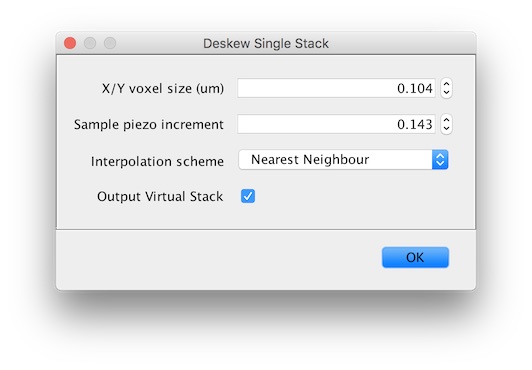 Deskew Single Stack
X/Y voxel size (um) 0.104
Sample piezo increment 0.143
Interpolation scheme Nearest Neighbour
Output Virtual Stack
OK